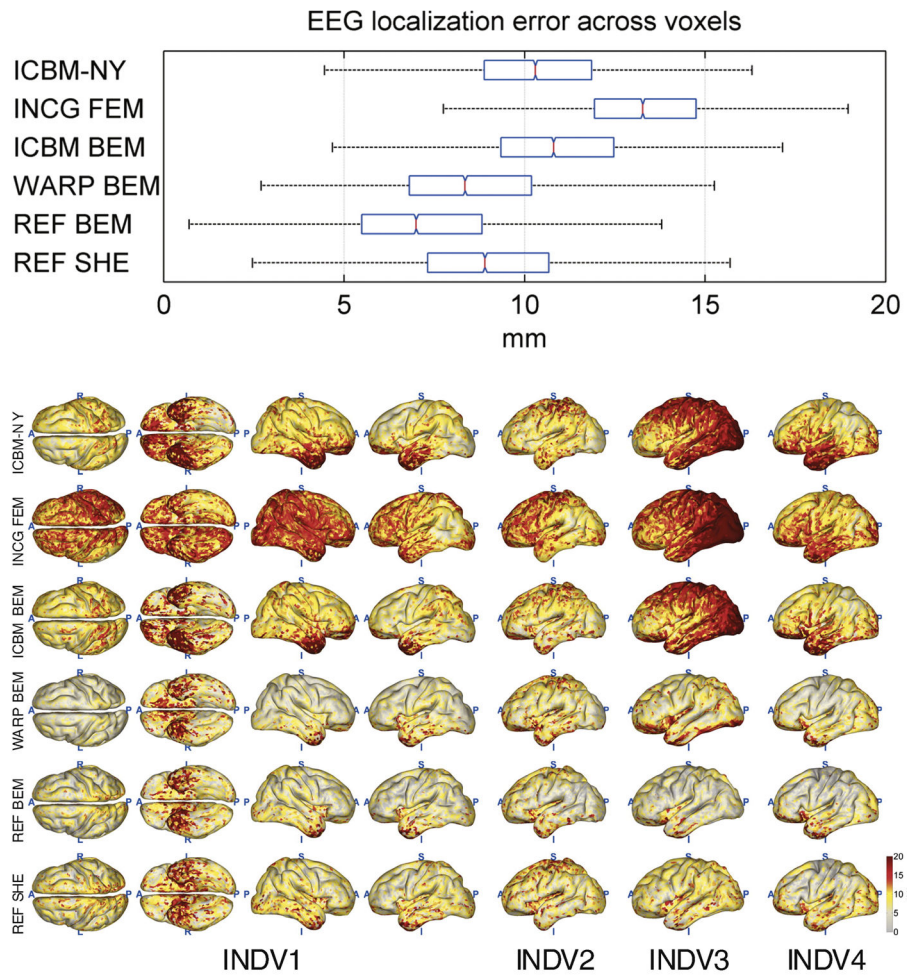 EEG localization error across voxels
ICBM-NY
INCG FEM
ICBM BEM
WARP BEM
REF BEM
REF SHE
0 5 10 15 20
mm
R I S S S S S
ICBM-NY A P A P P A A A P A P
L R I I I I I
R I S S S S S
INCG FEM A P A P P A A A P A P
L R I I I I I
R I S S S S S
ICBM BEM A P A P P A A A P A P
L R I I I I I
R I S S S S S
WARP BEM A P A P P A A A P A P
L R I I I I I
R I S S S S S
REF BEM A P A P P A A A P A P
L R I I I I I
R I S S S S S
REF SHE A P A P P A A A P A P
L R I I I I I
20
15
10
5
0
INDV1 INDV2 INDV3 INDV4